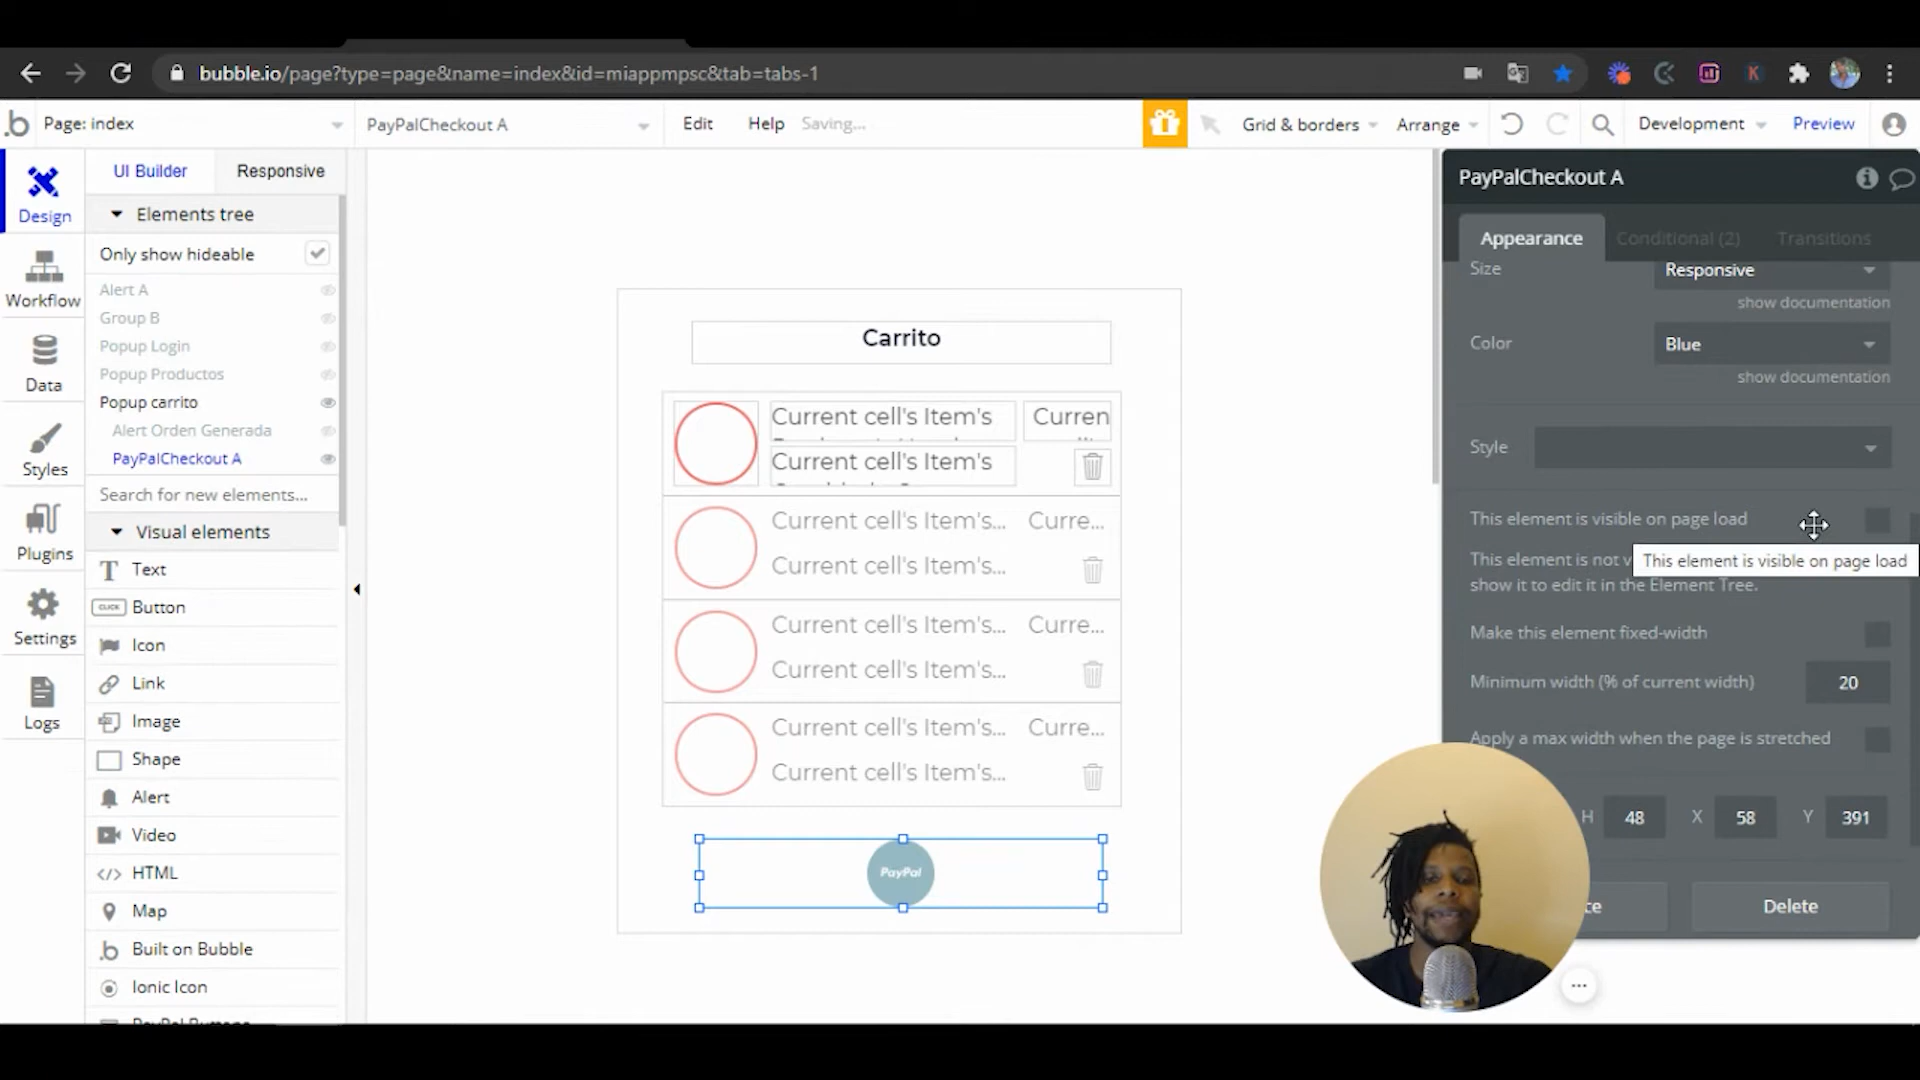 bubble.io/page?type=page&name=index&id=miappmpsc&tab=tabs-1
K
b
Page: index
PayPalCheckout A
Edit
Help
Saving...
Grid & borders
Arrange
Development
Preview
Design
Workflow
Data
Styles
Plugins
Settings
Logs
UI Builder
Responsive
Elements tree
Only show hideable
Alert A
Group B
Popup Login
Popup Productos
Popup carrito
Alert Orden Generada
PayPalCheckout A
Search for new elements...
Visual elements
Text
CLICK Button
Icon
Link
Image
Shape
Alert
Video
HTML
Map
Built on Bubble
Ionic Icon
Carrito
Current cell's Item's
Curren
Current cell's Item's
Current cell's Item's...
Curre...
Current cell's Item's...
Current cell's Item's...
Curre...
Current cell's Item's...
Current cell's Item's...
Curre...
Current cell's Item's...
PayPal
PayPalCheckout A
Appearance
Conditional (2)
Transitions
Size
Responsive
show documentation
Color
Blue
show documentation
Style
This element is visible on page load
This element is not v
This element is visible on page load
show it to edit it in the Element Tree.
Make this element fixed-width
Minimum width (% of current width)
20
Apply a max width when the page is stretched
H
48
X
58
Y
391
ce
Delete